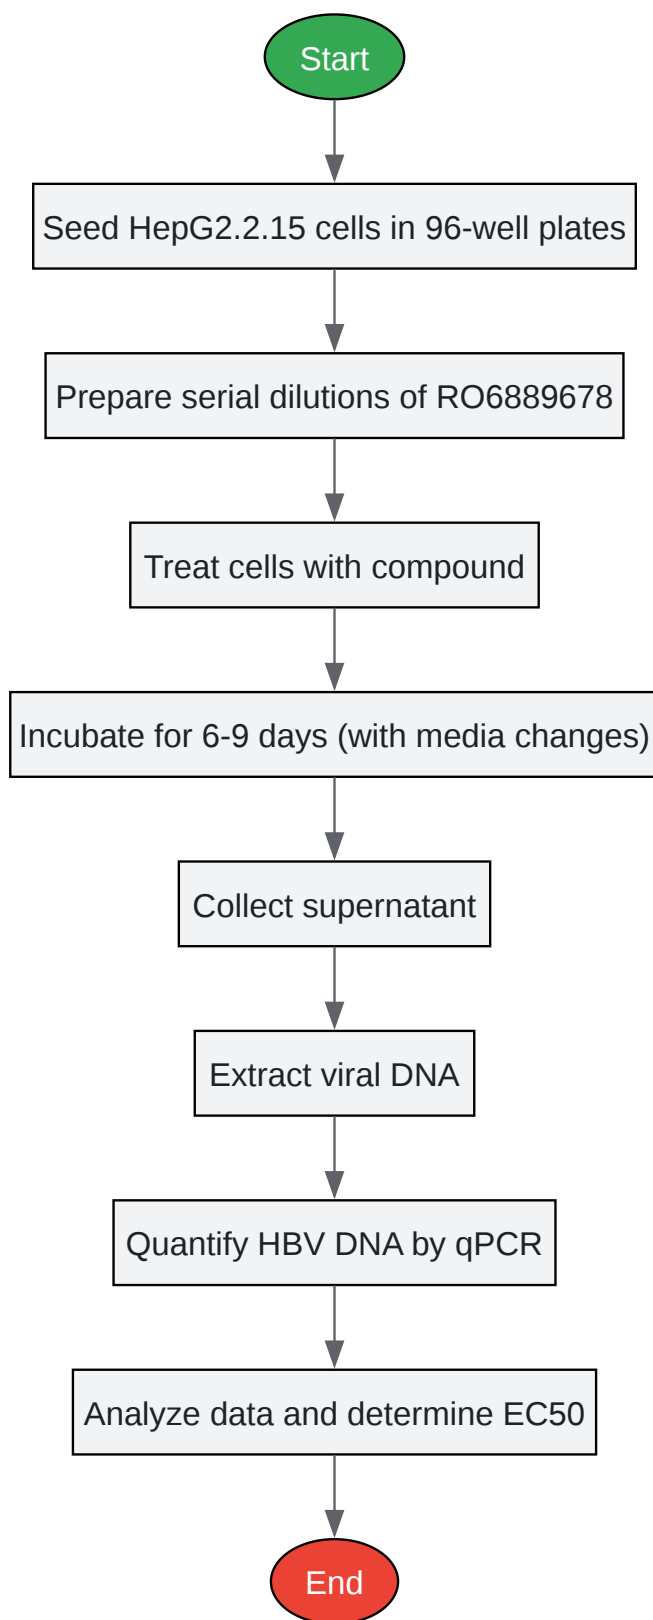 Start
Seed HepG2.2.15 cells in 96-well plates
Prepare serial dilutions of RO6889678
Treat cells with compound
Incubate for 6-9 days (with media changes)
Collect supernatant
Extract viral DNA
Quantify HBV DNA by qPCR
Analyze data and determine EC50
End